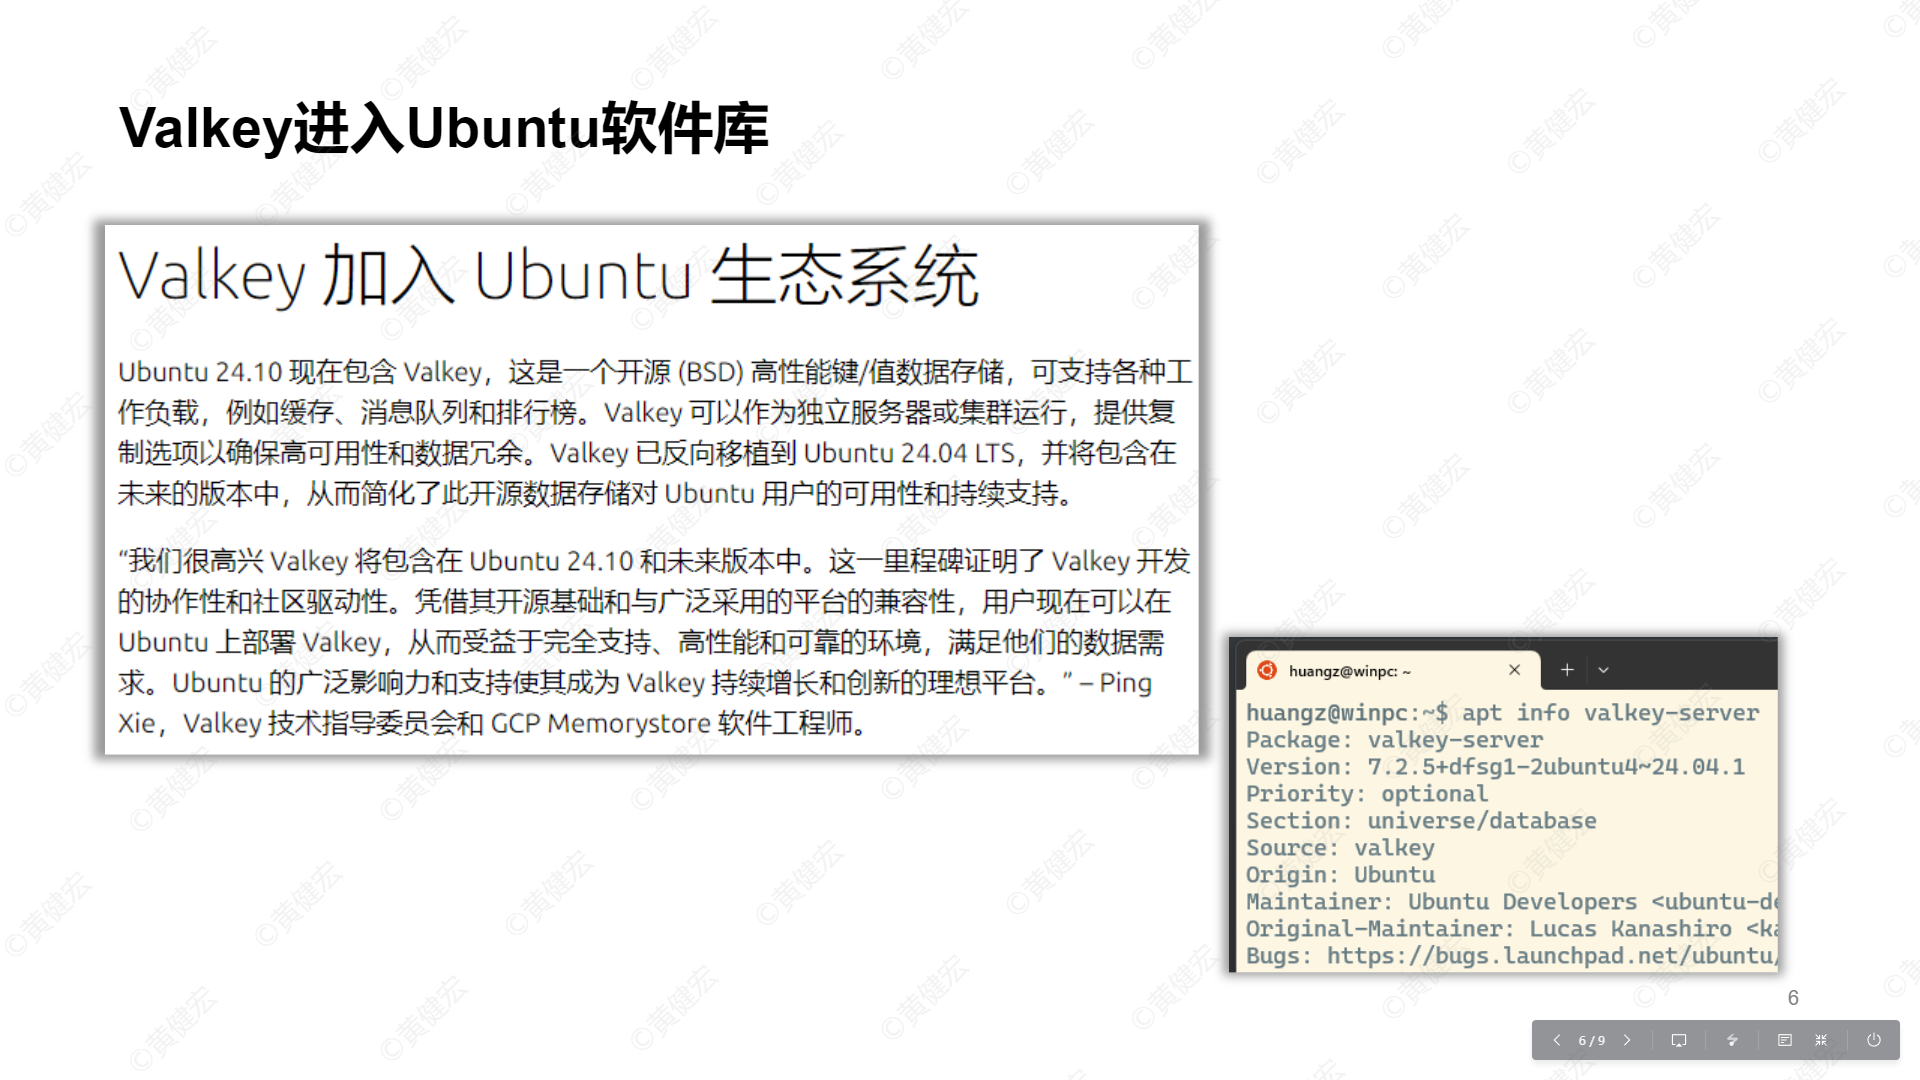 Valkey进入Ubuntu软件库
Valkey 加入 Ubuntu 生态系统
Ubuntu 24.10 现在包含 Valkey，这是一个开源 (BSD) 高性能键/值数据存储，可支持各种工
作负载，例如缓存、消息队列和排行榜。Valkey 可以作为独立服务器或集群运行，提供复
制选项以确保高可用性和数据冗余。Valkey 已反向移植到 Ubuntu 24.04 LTS，并将包含在
未来的版本中，从而简化了此开源数据存储对 Ubuntu 用户的可用性和持续支持。
“我们很高兴 Valkey 将包含在 Ubuntu 24.10 和未来版本中。这一里程碑证明了 Valkey 开发
的协作性和社区驱动性。凭借其开源基础和与广泛采用的平台的兼容性，用户现在可以在
Ubuntu 上部署 Valkey，从而受益于完全支持、高性能和可靠的环境，满足他们的数据需
求。Ubuntu 的广泛影响力和支持使其成为 Valkey 持续增长和创新的理想平台。” – Ping
Xie，Valkey 技术指导委员会和 GCP Memorystore 软件工程师。
huangz@winpc: ~
huangz@winpc:~$ apt info valkey-server
Package: valkey-server
Version: 7.2.5+dfsg1-2ubuntu4~24.04.1
Priority: optional
Section: universe/database
Source: valkey
Origin: Ubuntu
Maintainer: Ubuntu Developers <ubuntu-de
Original-Maintainer: Lucas Kanashiro <ka
Bugs: https://bugs.launchpad.net/ubuntu/
6
6/9
©黄健宏